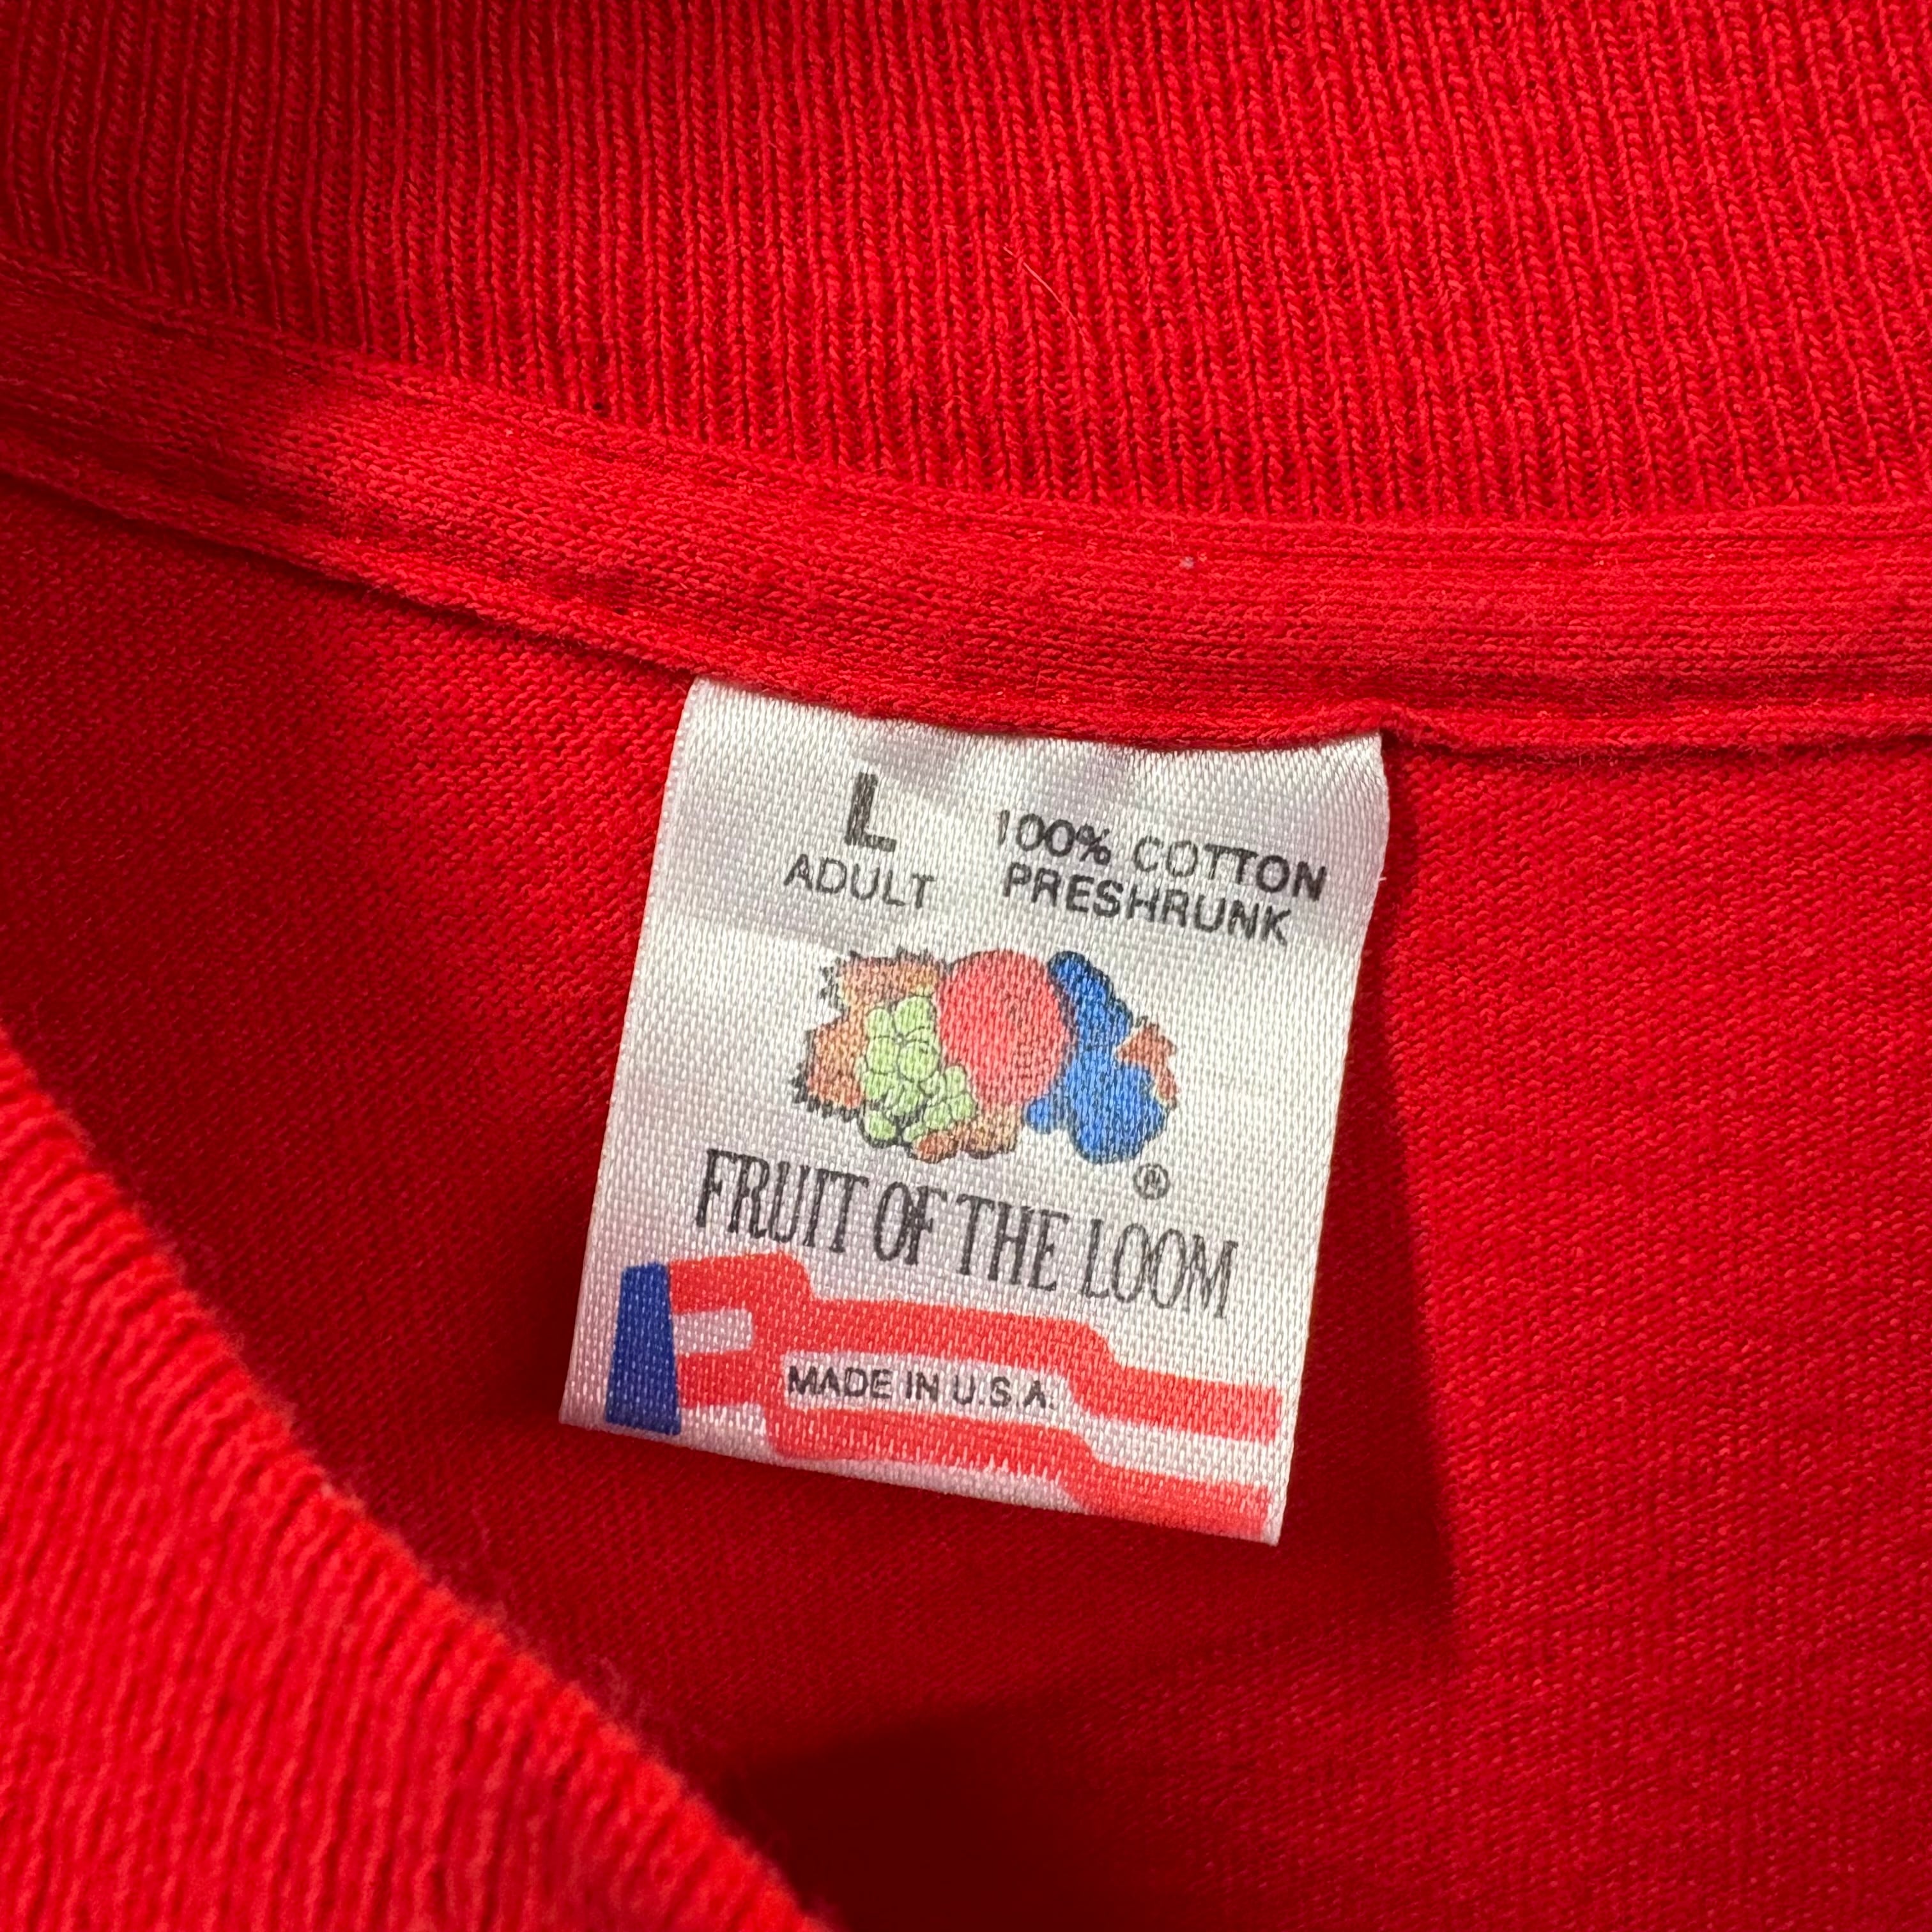 L
ADULT
100% COTTON
PRESHRUNK
®
FRUIT OF THE LOOM
MADE IN U.S.A.